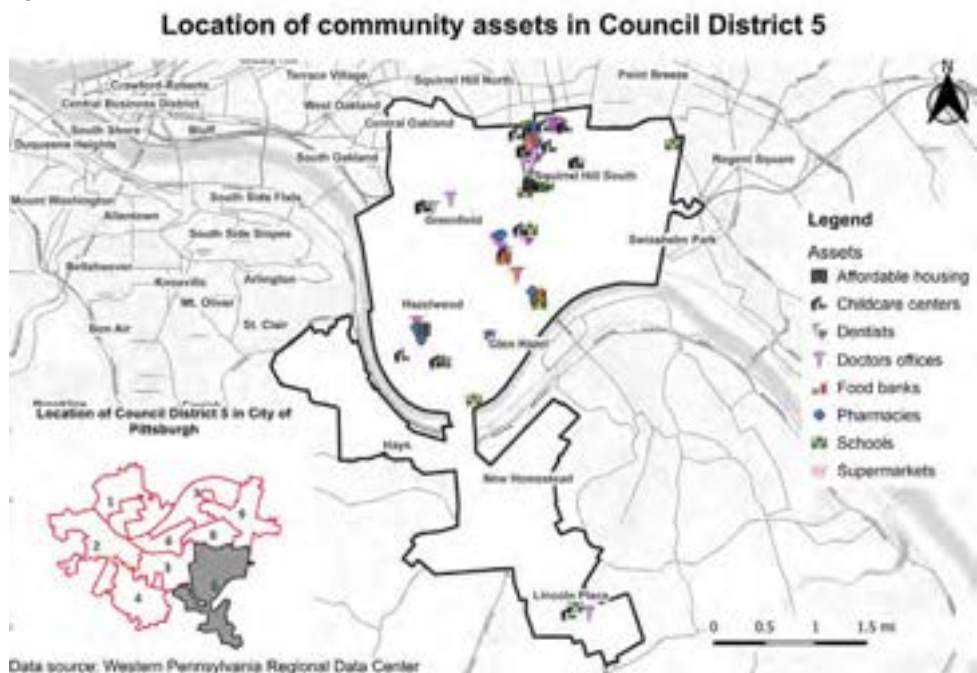 Location of community assets in Council District 5
Terrace Village
Squirrel Hill North
Point Breeze
Crawford-Roberts
Central Business District
West Oakland
Central Oakland
N
South Shore
Bluff
Duquesne Heights
South Oakland
Regent Square
Squirrel Hill South
Mount Washington
Allentown
South Side Flats
Greenfield
South Side Slopes
Swisshelm Park
Beltzhoover
Knoxville
Arlington
Mt. Oliver
Hazelwood
Bon Air
St. Clair
Glen Hazel
Legend
Assets
Affordable housing
Childcare centers
Dentists
Doctors offices
Food banks
Pharmacies
Schools
Supermarkets
Location of Council District 5 in City of
Pittsburgh
Hays
New Homestead
1
2
3
4
Lincoln Place
0 0.5 1 1.5 mi
Data source: Western Pennsylvania Regional Data Center